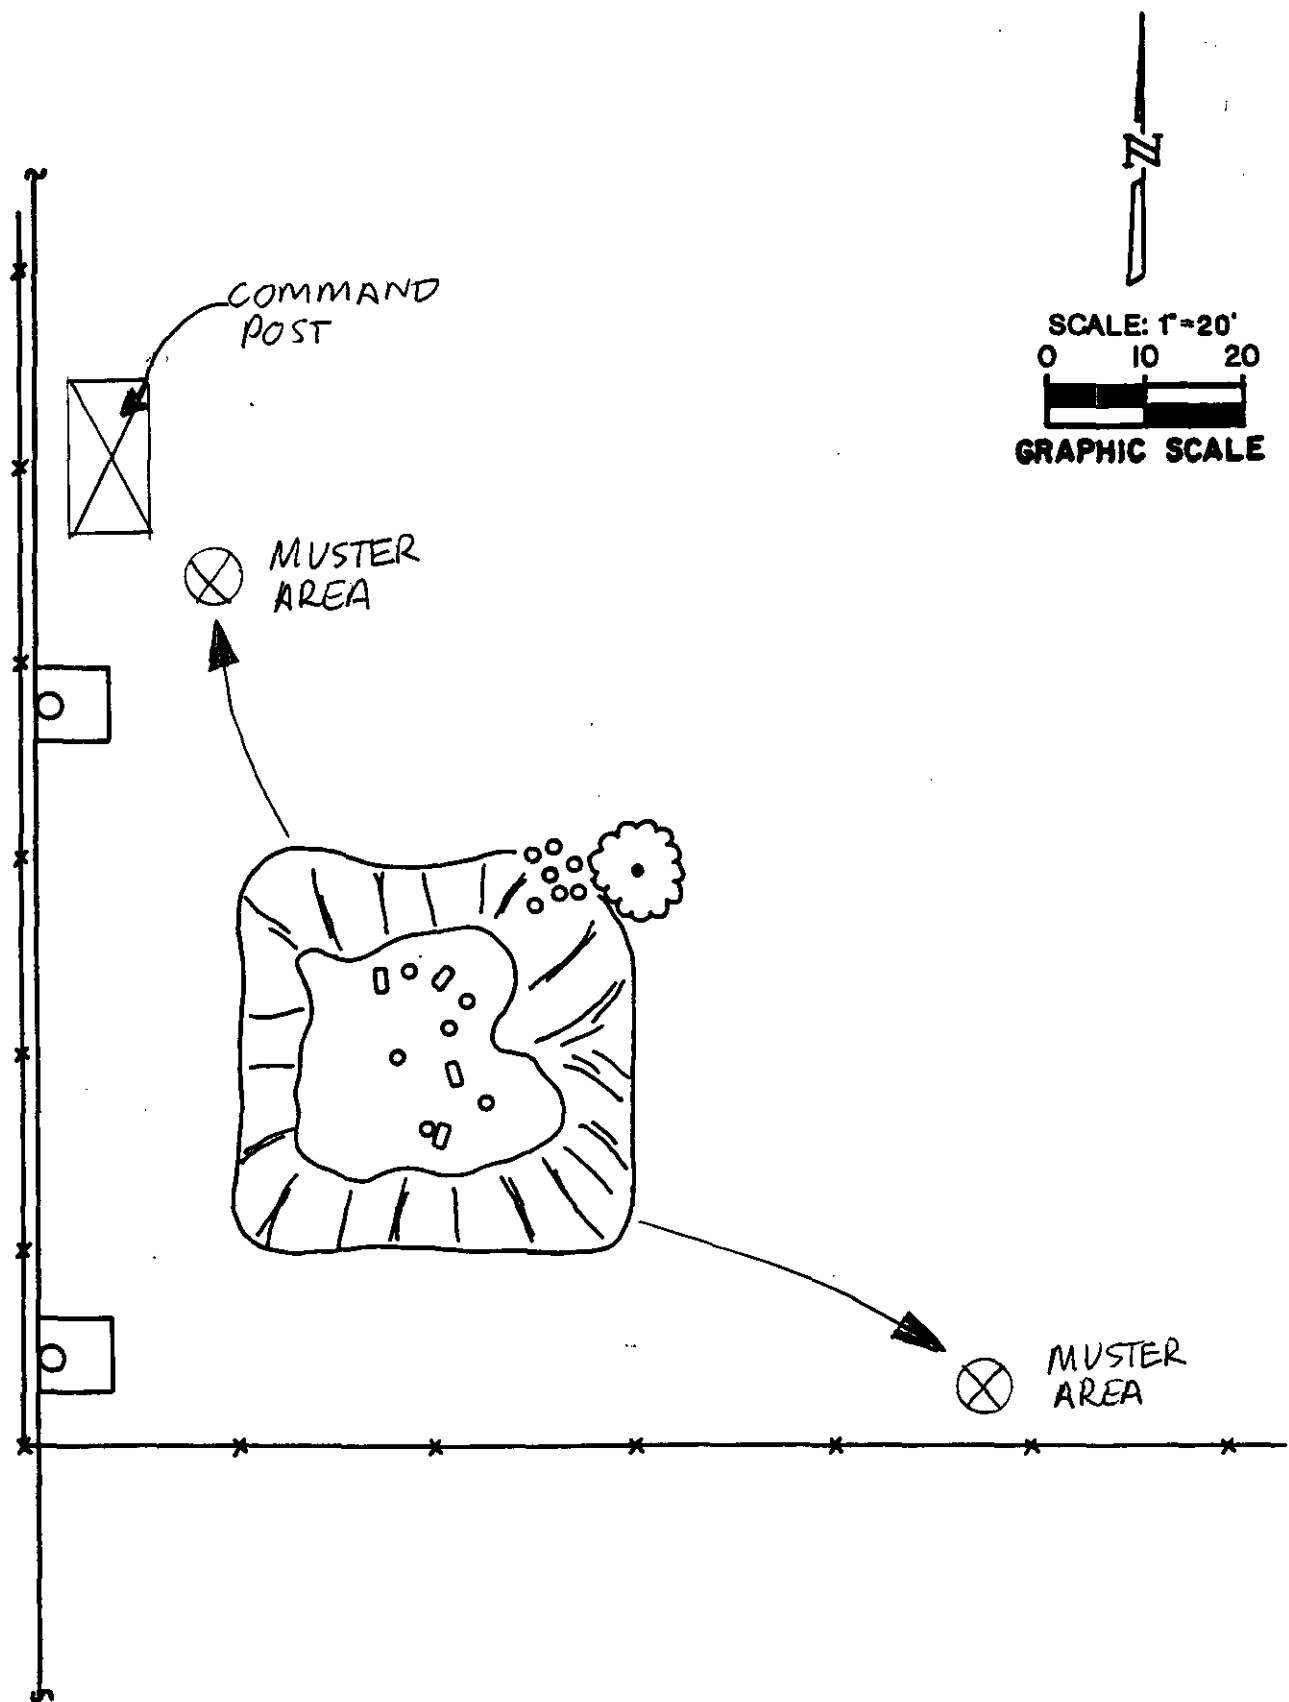 N
SCALE: 1"=20'
0 10 20
GRAPHIC SCALE
COMMAND
POST
MUSTER
AREA
MUSTER
AREA